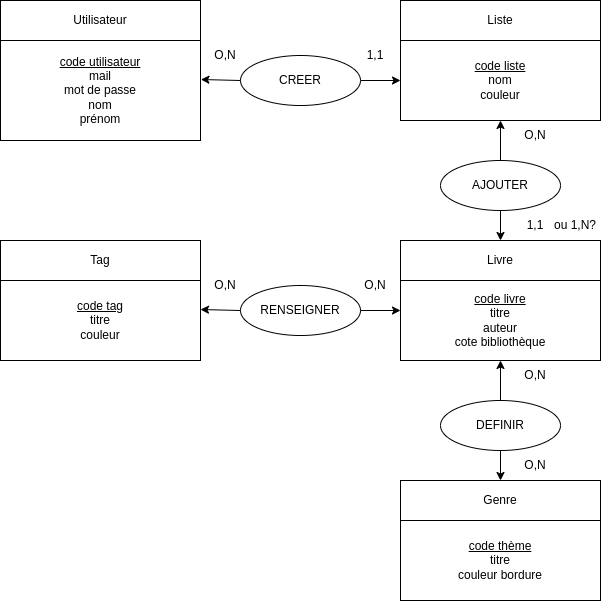 Utilisateur
code utilisateur
mail
mot de passe
nom
prénom
O,N
CREER
1,1
Liste
code liste
nom
couleur
O,N
AJOUTER
1,1 ou 1,N?
Tag
code tag
titre
couleur
O,N
RENSEIGNER
O,N
Livre
code livre
titre
auteur
cote bibliothèque
O,N
DEFINIR
O,N
Genre
code thème
titre
couleur bordure